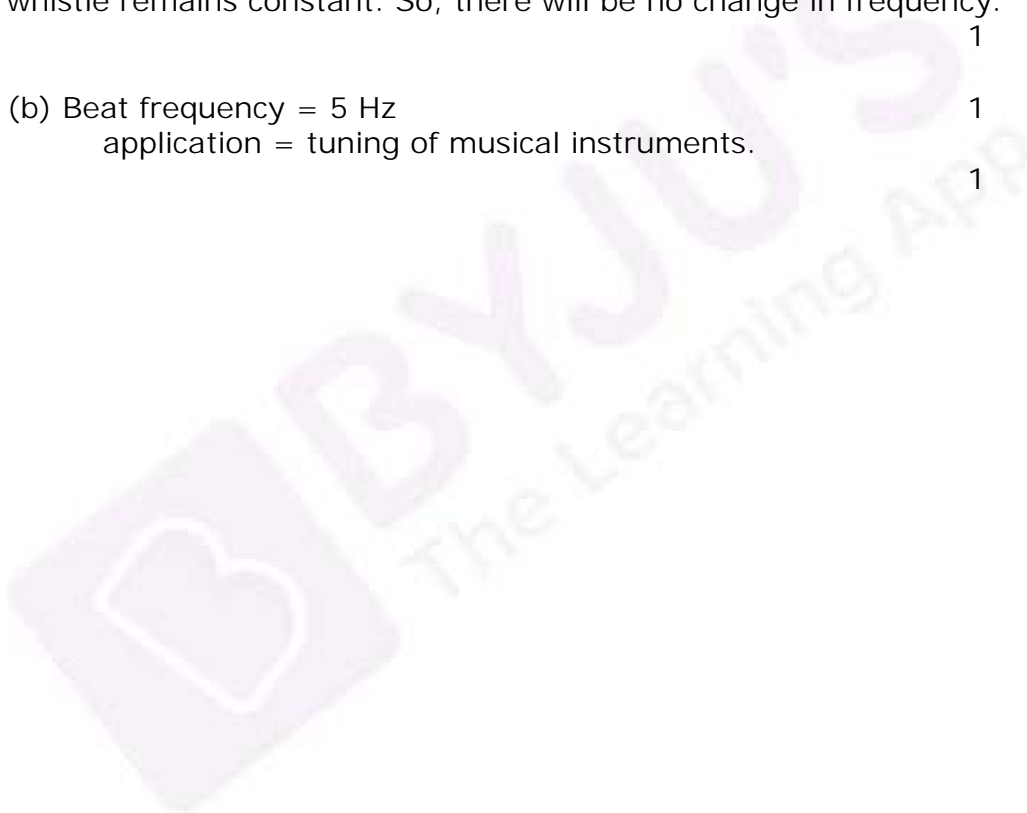 whistle remains constant. So, there will be no change in frequency.
1
(b) Beat frequency = 5 Hz 1
application = tuning of musical instruments.
1
BYJU'S
The Learning App